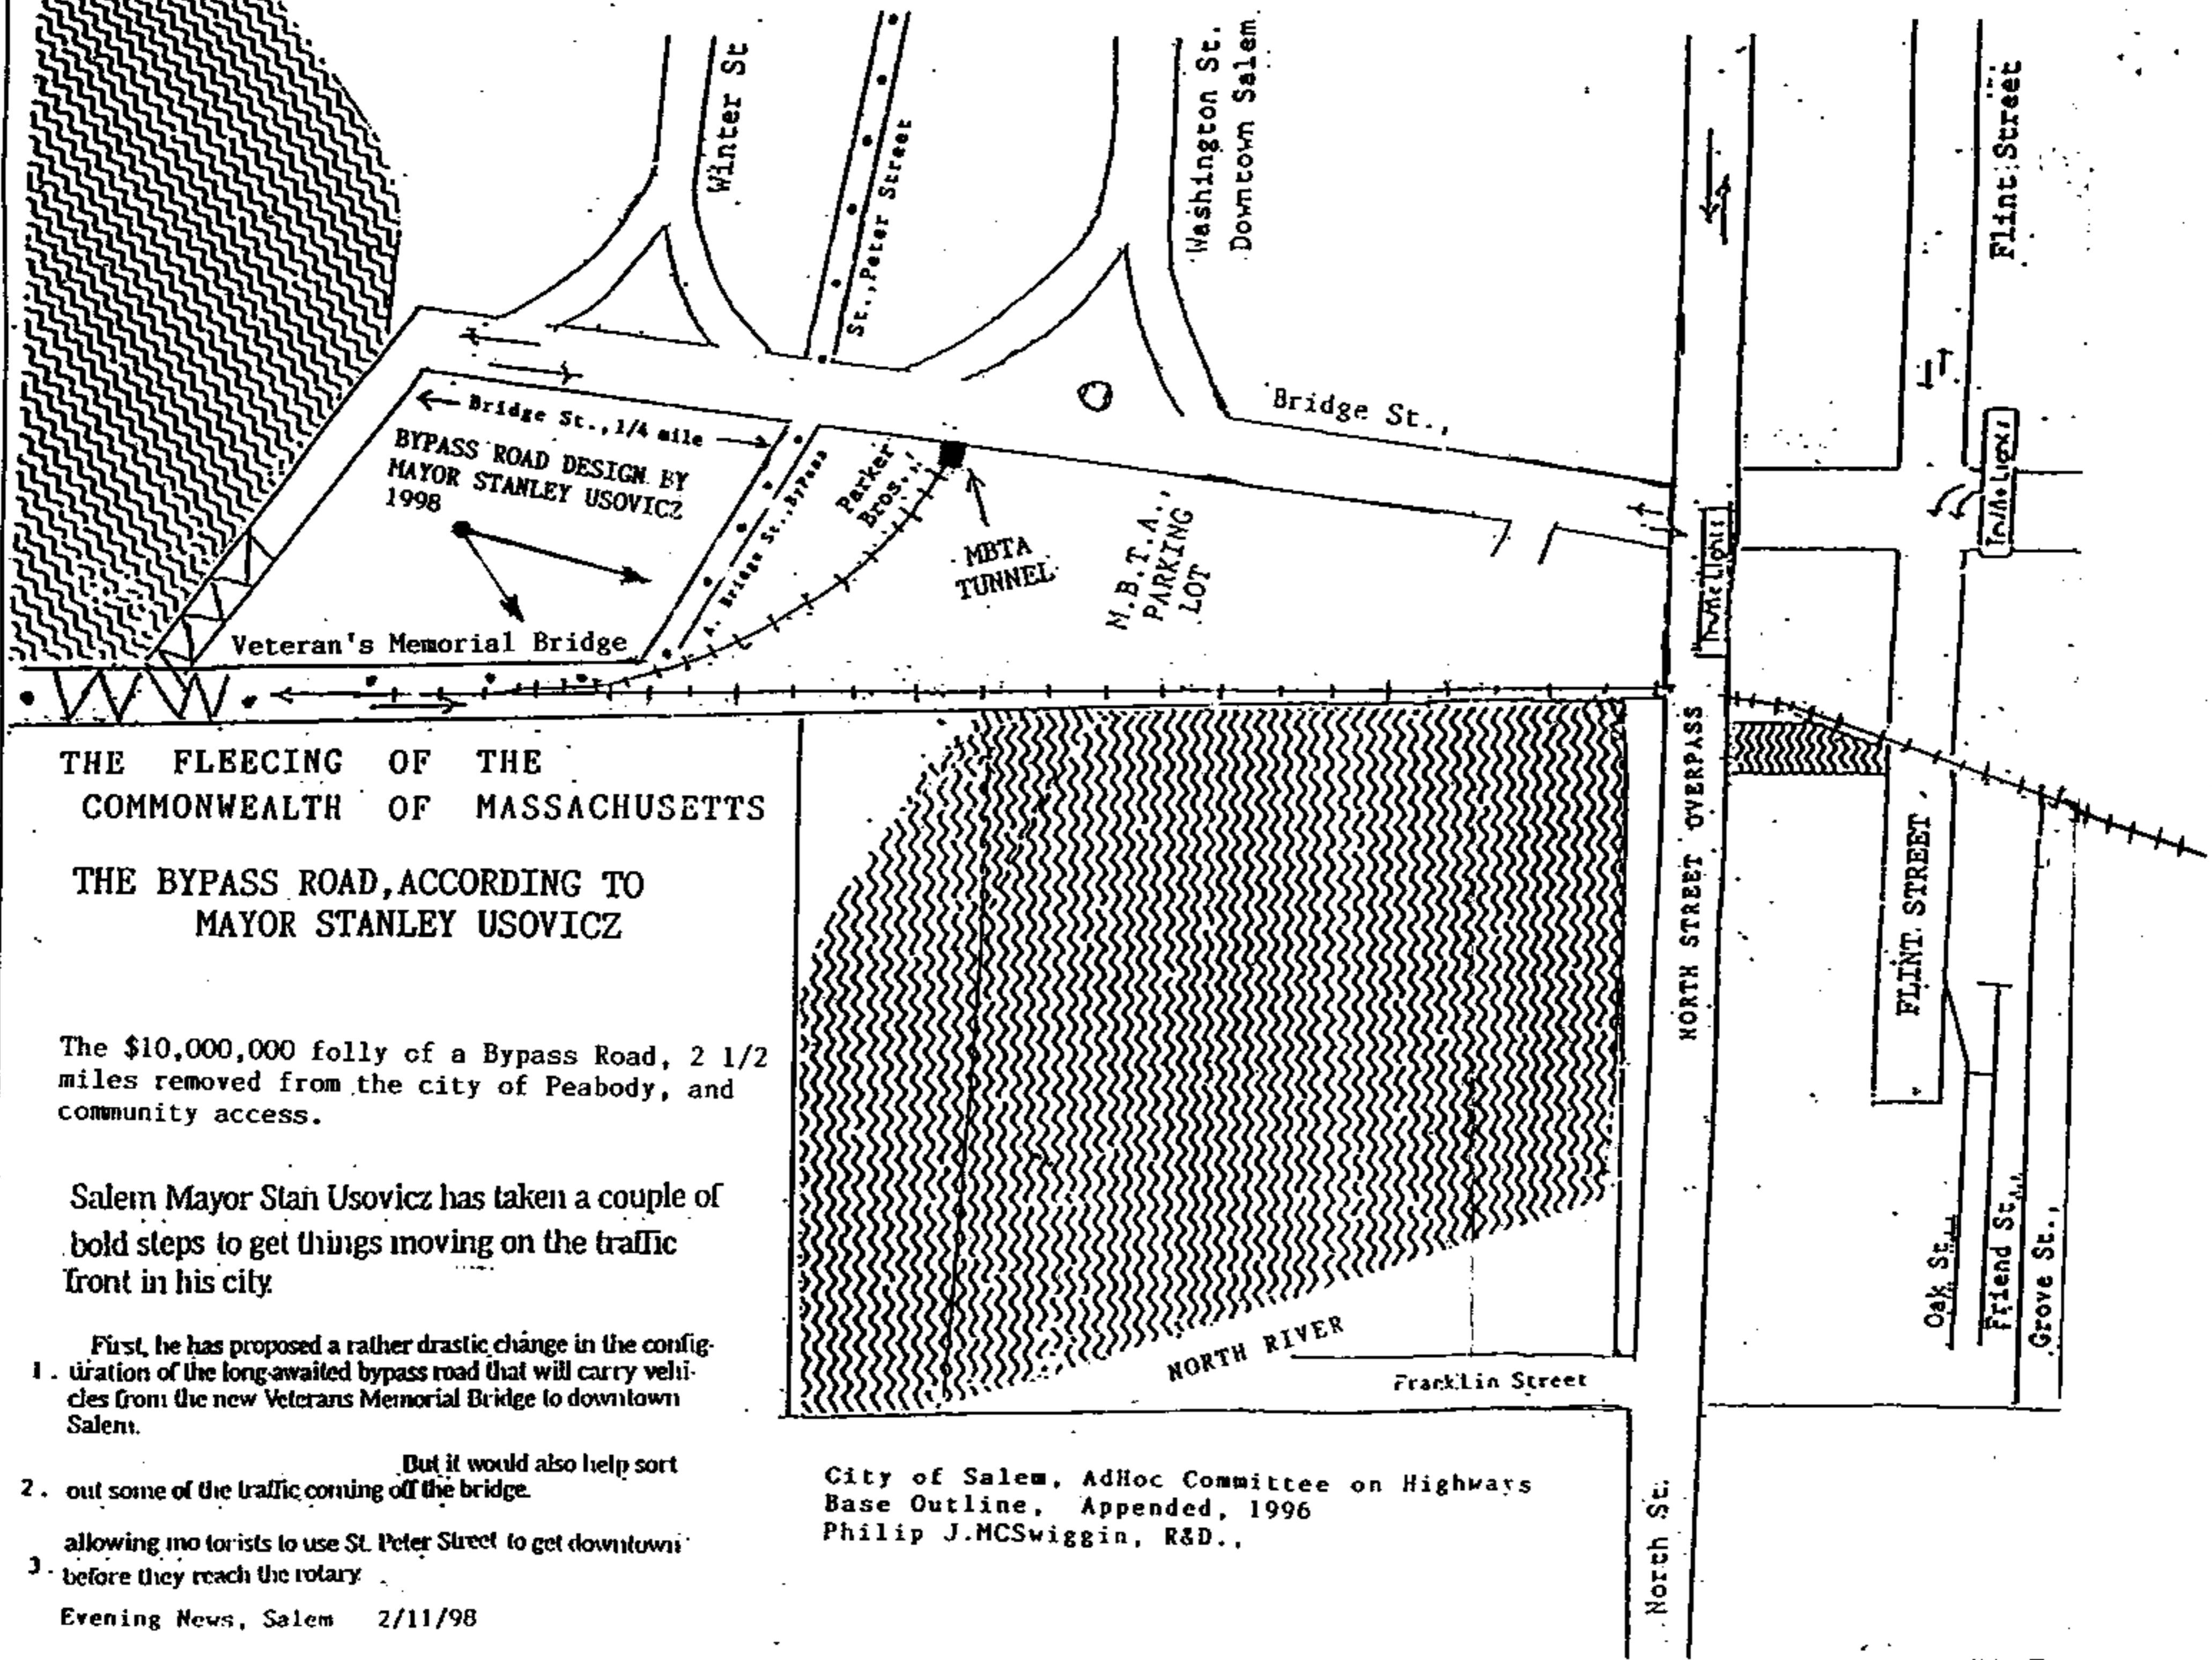 Winter St
St.,Peter Street
Washington St.
Downtown Salem
Flint Street
Bridge St.,
← Bridge St.,1/4 mile →
BYPASS ROAD DESIGN BY
MAYOR STANLEY USOVICZ
1998
A. Bridge St.,ByPass
Parker
Bros.,
MBTA
TUNNEL
M.B.T.A.,
PARKING
LOT
Traffic Lights
Traffic Lights
Veteran's Memorial Bridge
NORTH STREET OVERPASS
FLINT STREET
Oak St.,
Friend St.,
Grove St.,
NORTH RIVER
FrankLin Street
North St.
THE FLEECING OF THE
COMMONWEALTH OF MASSACHUSETTS
THE BYPASS ROAD,ACCORDING TO
MAYOR STANLEY USOVICZ
The $10,000,000 folly of a Bypass Road, 2 1/2
miles removed from the city of Peabody, and
community access.
Salem Mayor Stan Usovicz has taken a couple of
bold steps to get things moving on the traffic
front in his city.
First, he has proposed a rather drastic change in the config-
1. uration of the long-awaited bypass road that will carry vehi-
cles from the new Veterans Memorial Bridge to downtown
Salem.
But it would also help sort
2. out some of the traffic coming off the bridge.
allowing mo torists to use St. Peter Street to get downtown
3. before they reach the rotary
Evening News, Salem 2/11/98
City of Salem, AdHoc Committee on Highways
Base Outline, Appended, 1996
Philip J.MCSwiggin, R&D.,